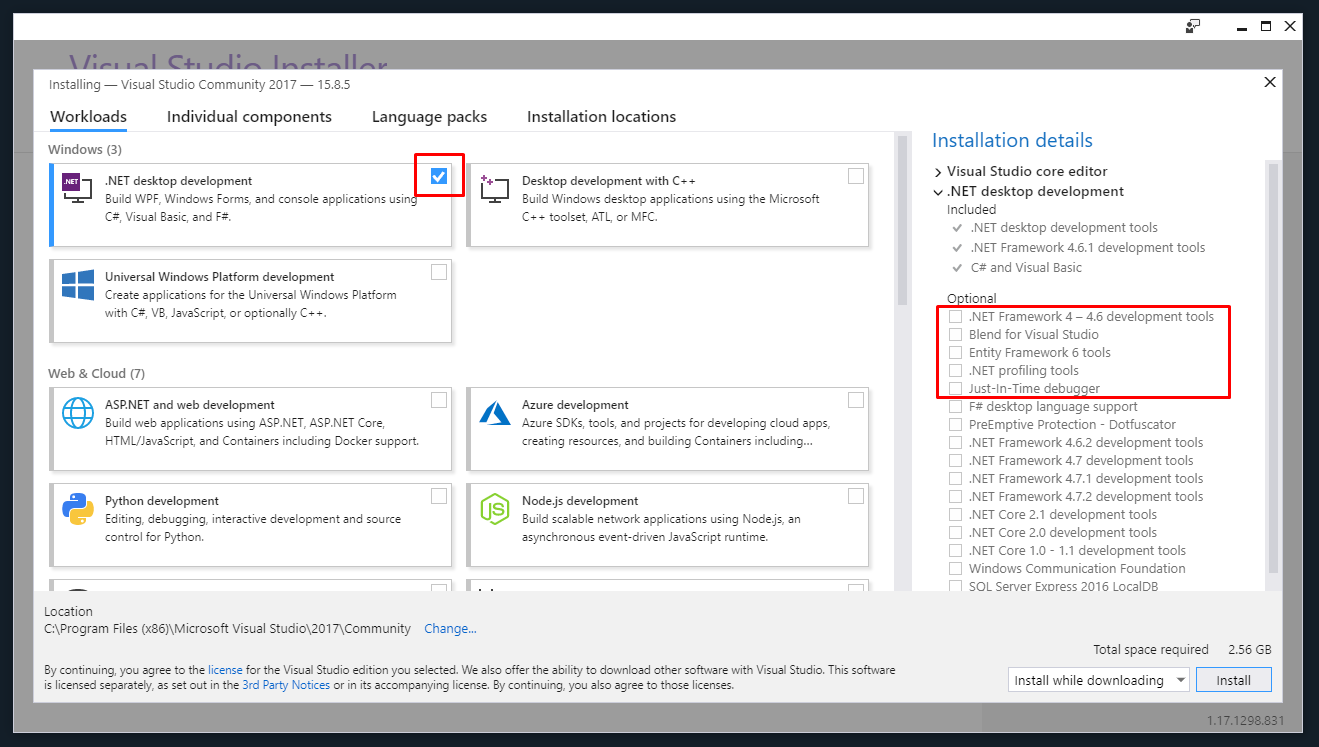 Visual Studio Installer
Installing — Visual Studio Community 2017 — 15.8.5
Workloads
Individual components
Language packs
Installation locations
Windows (3)
.NET
.NET desktop development
Build WPF, Windows Forms, and console applications using
C#, Visual Basic, and F#.
Desktop development with C++
Build Windows desktop applications using the Microsoft
C++ toolset, ATL, or MFC.
Universal Windows Platform development
Create applications for the Universal Windows Platform
with C#, VB, JavaScript, or optionally C++.
Web & Cloud (7)
ASP.NET and web development
Build web applications using ASP.NET, ASP.NET Core,
HTML/JavaScript, and Containers including Docker support.
Azure development
Azure SDKs, tools, and projects for developing cloud apps,
creating resources, and building Containers including...
Python development
Editing, debugging, interactive development and source
control for Python.
JS
Node.js development
Build scalable network applications using Node.js, an
asynchronous event-driven JavaScript runtime.
Installation details
Visual Studio core editor
.NET desktop development
Included
.NET desktop development tools
.NET Framework 4.6.1 development tools
C# and Visual Basic
Optional
.NET Framework 4 – 4.6 development tools
Blend for Visual Studio
Entity Framework 6 tools
.NET profiling tools
Just-In-Time debugger
F# desktop language support
PreEmptive Protection - Dotfuscator
.NET Framework 4.6.2 development tools
.NET Framework 4.7 development tools
.NET Framework 4.7.1 development tools
.NET Framework 4.7.2 development tools
.NET Core 2.1 development tools
.NET Core 2.0 development tools
.NET Core 1.0 - 1.1 development tools
Windows Communication Foundation
SQL Server Express 2016 LocalDB
Location
C:\Program Files (x86)\Microsoft Visual Studio\2017\Community
Change...
Total space required 2.56 GB
By continuing, you agree to the license for the Visual Studio edition you selected. We also offer the ability to download other software with Visual Studio. This software
is licensed separately, as set out in the 3rd Party Notices or in its accompanying license. By continuing, you also agree to those licenses.
Install while downloading
Install
1.17.1298.831